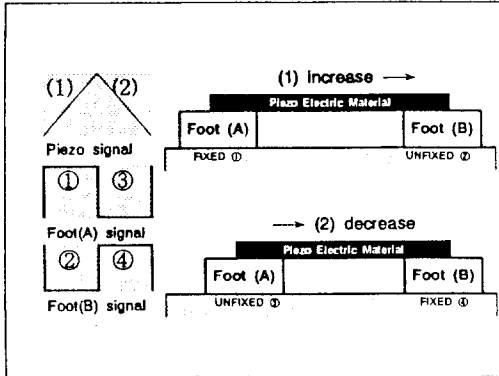 (1) (2)
Piezo signal
① ③
Foot(A) signal
② ④
Foot(B) signal
(1) increase →
Piezo Electric Material
Foot (A) Foot (B)
FIXED ① UNFIXED ②
→ (2) decrease
Piezo Electric Material
Foot (A) Foot (B)
UNFIXED ③ FIXED ④